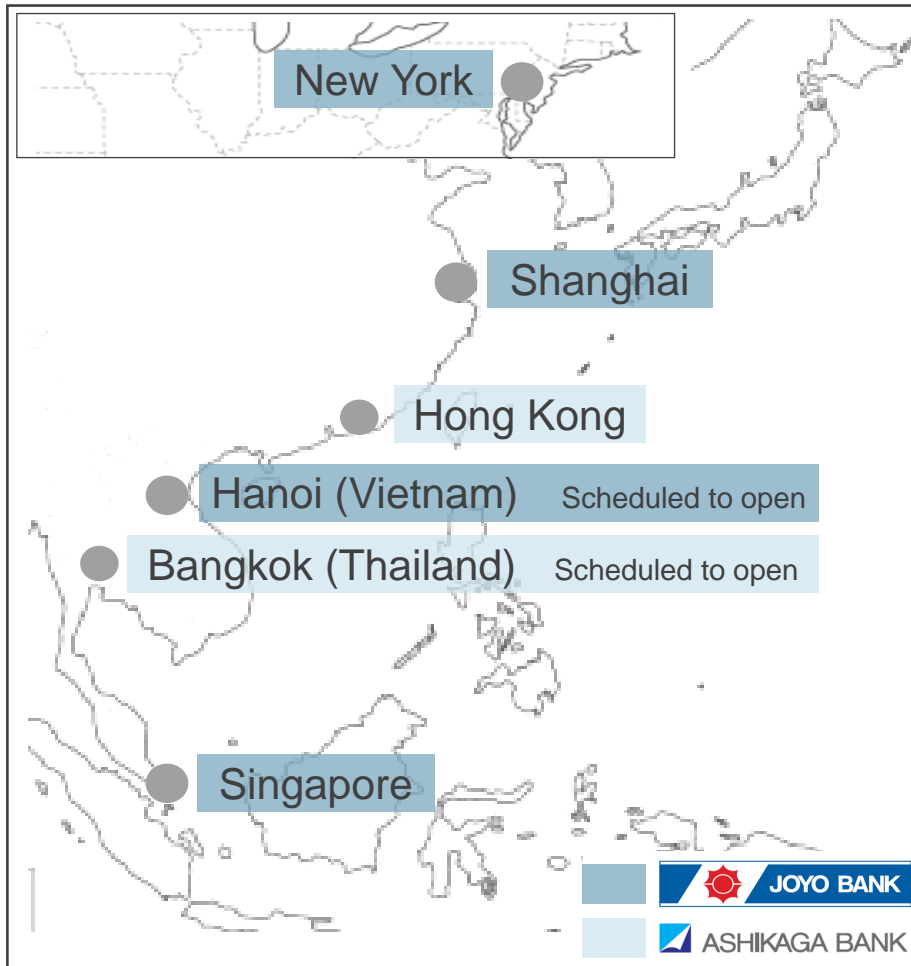 New York
Shanghai
Hong Kong
Hanoi (Vietnam) Scheduled to open
Bangkok (Thailand) Scheduled to open
Singapore
JOYO BANK
ASHIKAGA BANK